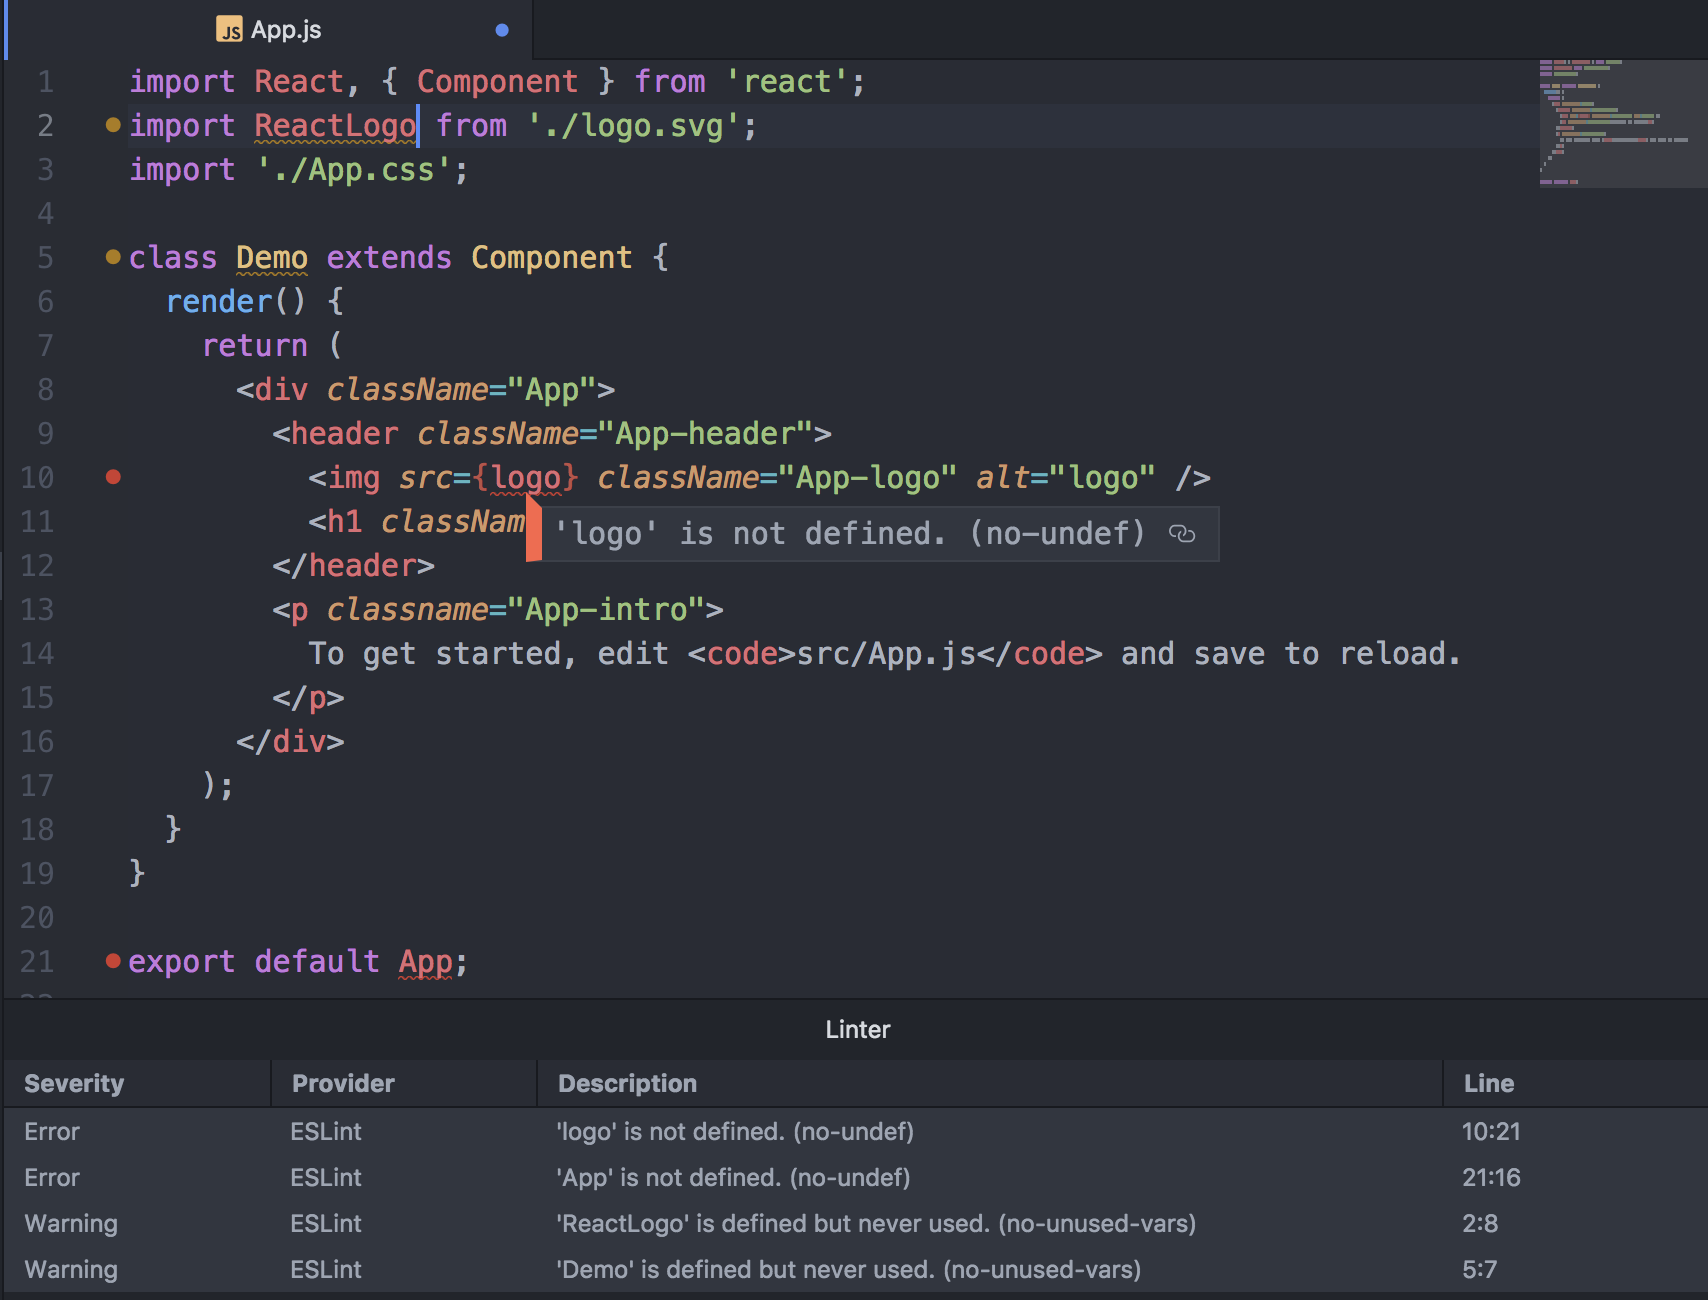 JS App.js
1 import React, { Component } from 'react';
2 import ReactLogo from './logo.svg';
3 import './App.css';
4
5 class Demo extends Component {
6 render() {
7 return (
8 <div className="App">
9 <header className="App-header">
10 <img src={logo} className="App-logo" alt="logo" />
11 <h1 classNam
'logo' is not defined. (no-undef)
12 </header>
13 <p classname="App-intro">
14 To get started, edit <code>src/App.js</code> and save to reload.
15 </p>
16 </div>
17 );
18 }
19 }
20
21 export default App;
Linter
Severity Provider Description Line
Error ESLint 'logo' is not defined. (no-undef) 10:21
Error ESLint 'App' is not defined. (no-undef) 21:16
Warning ESLint 'ReactLogo' is defined but never used. (no-unused-vars) 2:8
Warning ESLint 'Demo' is defined but never used. (no-unused-vars) 5:7